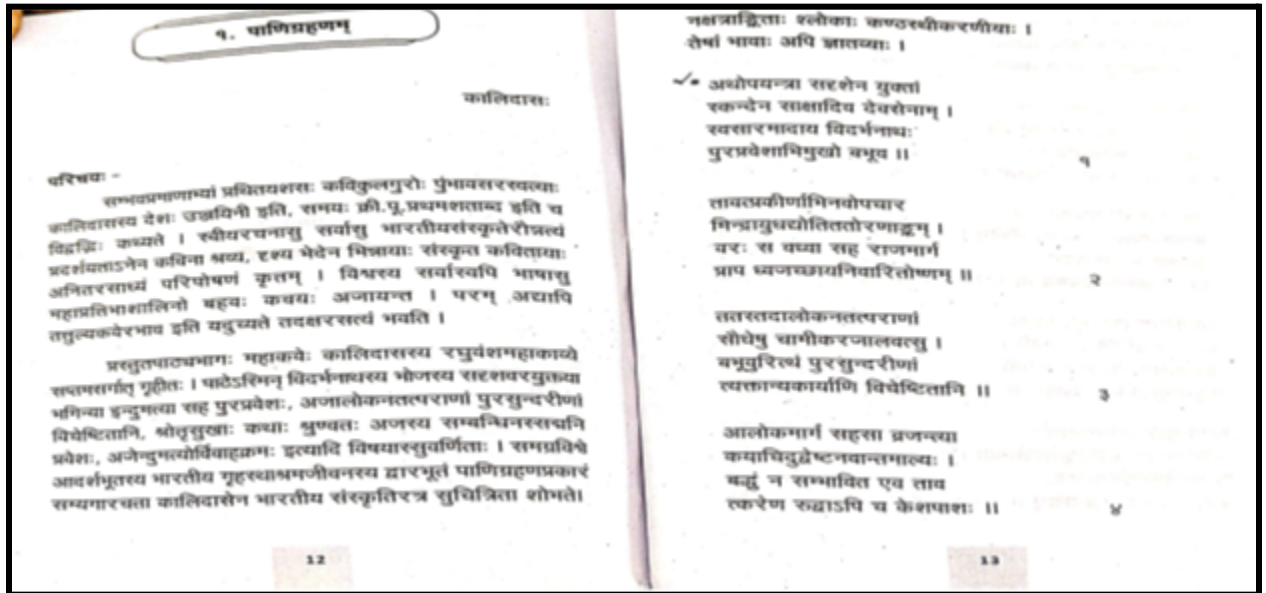 १. पाणिग्रहणम्
कालिदासः
परिचयः -
सम्भवप्रमाणाभ्यां प्रथितयशसः कविकुलगुरोः पुंभावसरस्वत्याः
कालिदासस्य देशः उज्जयिनी इति, समयः क्री.पू.प्रथमशताब्द इति च
विद्वद्भिः कथ्यते । स्वीयरचनासु सर्वासु भारतीयसंस्कृतेरौन्नत्यं
प्रदर्शयताऽनेन कविना श्रव्य, दृश्य भेदेन भिन्नायाः संस्कृत कवितायाः
अनितरसाध्यं परिपोषणं कृतम् । विश्वस्य सर्वास्वपि भाषासु
महाप्रतिभाशालिनो बहवः कवयः अजायन्त । परम् अद्यापि
तत्तुल्यकवेरभाव इति यदुच्यते तदक्षरसत्यं भवति ।
प्रस्तुतपाठ्यभागः महाकवेः कालिदासस्य रघुवंशमहाकाव्ये
सप्तमसर्गात् गृहीतः । पाठेऽस्मिन् विदर्भनाथस्य भोजस्य सदृशवरयुक्तया
भगिन्या इन्दुमत्या सह पुरप्रवेशः, अजालोकनतत्पराणां पुरसुन्दरीणां
विचेष्टितानि, श्रोतृसुखाः कथाः श्रुण्वतः अजस्य सम्बन्धिनस्सद्मनि
प्रवेशः, अजेन्दुमत्योर्विवाहक्रमः इत्यादि विषयास्सुवर्णिताः । समग्रविश्वे
आदर्शभूतस्य भारतीय गृहस्थाश्रमजीवनस्य द्वारभूतं पाणिग्रहणप्रकारं
सम्यगारचता कालिदासेन भारतीय संस्कृतिरत्र सुचित्रिता शोभते।
12
नक्षत्राङ्किताः श्लोकाः कण्ठस्थीकरणीयाः ।
तेषां भावाः अपि ज्ञातव्याः ।
अथोपयन्त्रा सदृशेन युक्तां
स्कन्देन साक्षादिव देवसेनाम् ।
स्वसारमादाय विदर्भनाथः
पुरप्रवेशाभिमुखो बभूव ॥ १
तावत्प्रकीर्णाभिनवोपचार
मिन्द्रायुधद्योतिततोरणाङ्कम् ।
वरः स वध्वा सह राजमार्गं
प्राप ध्वजच्छायनिवारितोष्णम् ॥ २
ततस्तदालोकनतत्पराणां
सौधेषु चामीकरजालवत्सु ।
बभूवुरित्थं पुरसुन्दरीणां
त्यक्तान्यकार्याणि विचेष्टितानि ॥ ३
आलोकमार्गं सहसा व्रजन्त्या
कयाचिदुद्वेष्टनवान्तमाल्यः ।
बद्धुं न सम्भावित एव ताव
त्करेण रुद्धाऽपि च केशपाशः ॥ ४
13